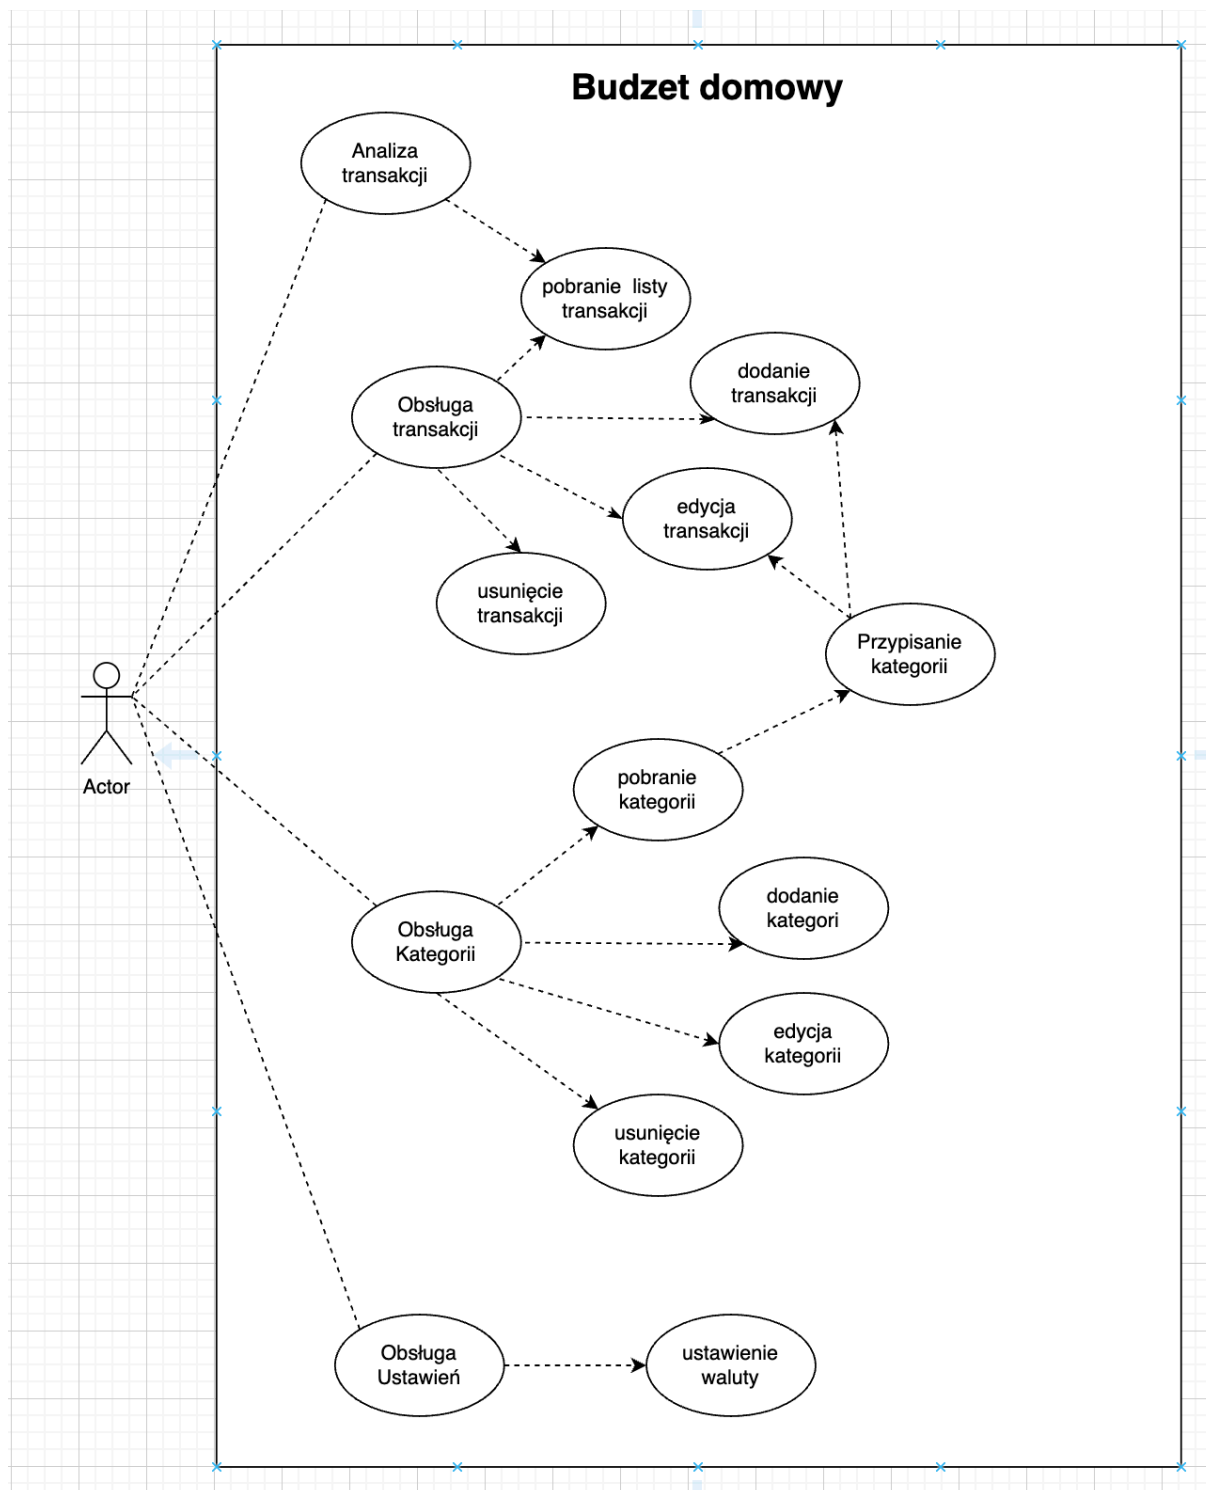 Budzet domowy
Analiza
transakcji
pobranie listy
transakcji
dodanie
transakcji
Obsługa
transakcji
edycja
transakcji
usunięcie
transakcji
Przypisanie
kategorii
Actor
pobranie
kategorii
dodanie
kategori
Obsługa
Kategorii
edycja
kategorii
usunięcie
kategorii
Obsługa
Ustawień
ustawienie
waluty